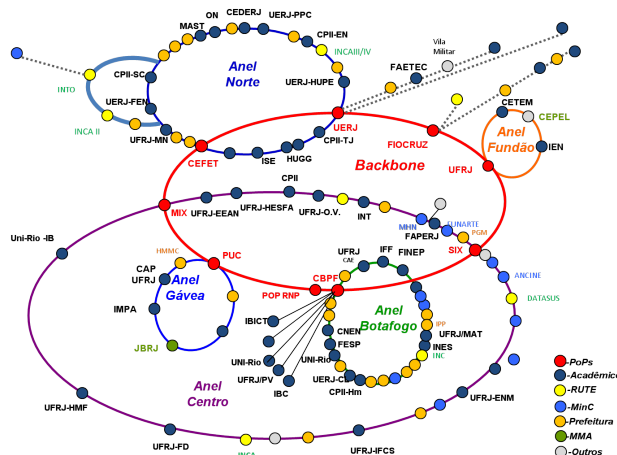 ON
CEDERJ
UERJ-PPC
MAST
CPII-EN
INCAIII/IV
Vila
Militar
CPII-SC
Anel
Norte
FAETEC
INTO
UERJ-HUPE
UERJ-FEN
CETEM
CEPEL
INCA II
UERJ
Anel
Fundão
UFRJ-MN
CPII-TJ
FIOCRUZ
HUGG
IEN
CEFET
ISE
Backbone
UFRJ
CPII
UFRJ-HESFA
UFRJ-EEAN
UFRJ-O.V.
INT
MIX
MHN
FUNARTE
FAPERJ
PGM
Uni-Rio -IB
HMMC
PUC
UFRJ
CAE
IFF
FINEP
SIX
CAP
UFRJ
CBPF
ANCINE
Anel
Gávea
POP RNP
DATASUS
IMPA
IBICT
Anel
Botafogo
IPP
CNEN
UFRJ/MAT
JBRJ
FESP
INES
UNI-Rio
UNI-Rio
INC
UFRJ/PV
UERJ-CB
Anel
Centro
IBC
CPII-Hm
UFRJ-HMF
UFRJ-ENM
UFRJ-FD
INCA
UFRJ-IFCS
-PoPs
-Acadêmico
-RUTE
-MinC
-Prefeitura
-MMA
-Outros